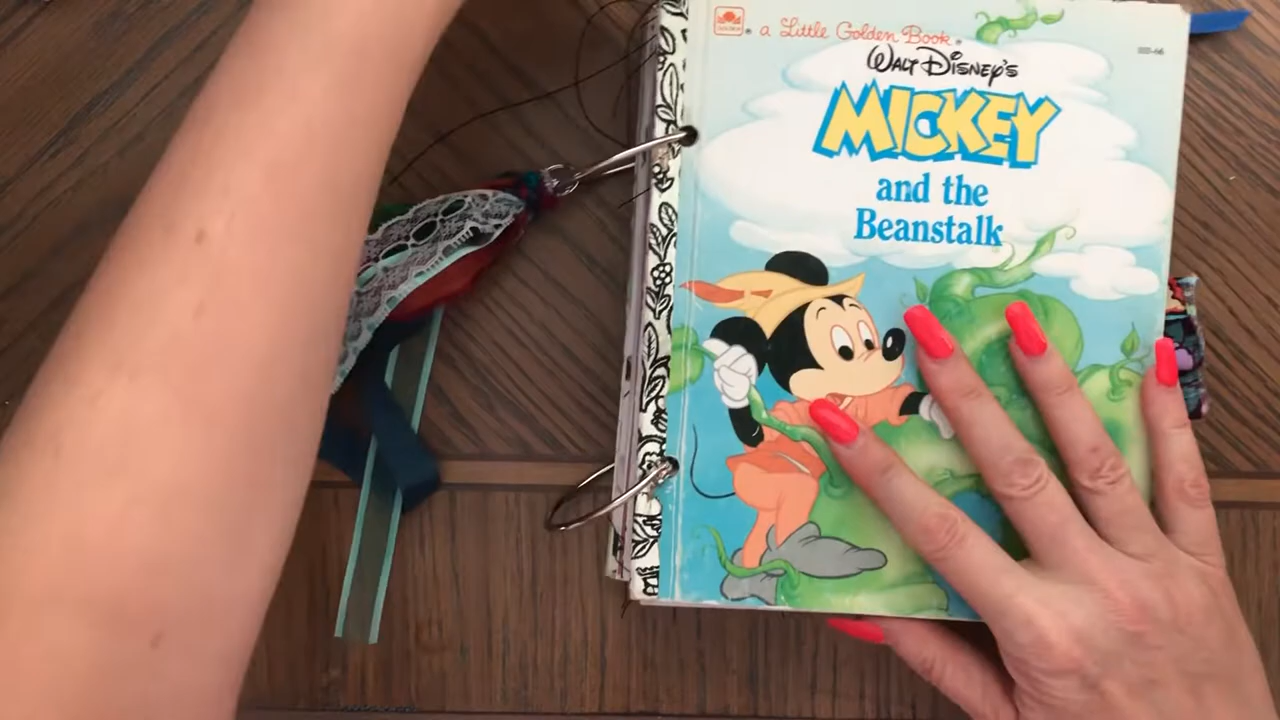 a Little Golden Book®
WALT DISNEY'S
MICKEY
and the
Beanstalk